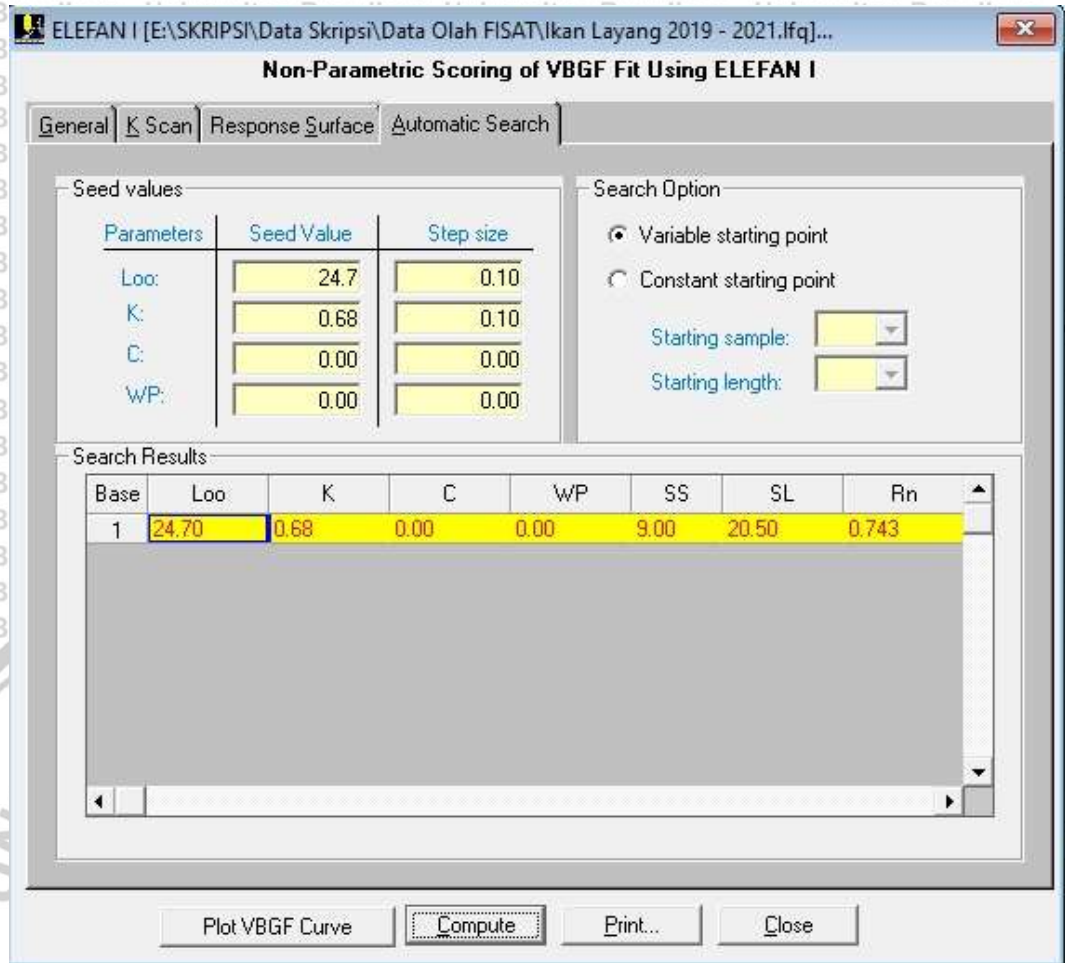 ELEFAN I [E:\SKRIPSI\Data Skripsi\Data Olah FISAT\Ikan Layang 2019 - 2021.lfq]...
Non-Parametric Scoring of VBGF Fit Using ELEFAN I
General K Scan Response Surface Automatic Search
Seed values
Parameters Seed Value Step size
Loo: 24.7 0.10
K: 0.68 0.10
C: 0.00 0.00
WP: 0.00 0.00
Search Option
Variable starting point
Constant starting point
Starting sample:
Starting length:
Search Results
Base Loo K C WP SS SL Rn
1 24.70 0.68 0.00 0.00 9.00 20.50 0.743
Plot VBGF Curve Compute Print... Close